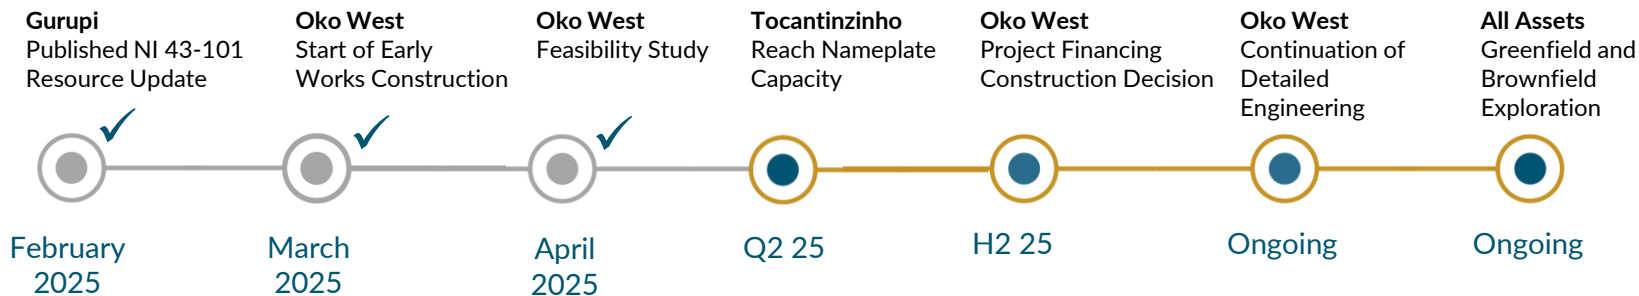 Gurupi
Published NI 43-101
Resource Update
Oko West
Start of Early
Works Construction
Oko West
Feasibility Study
Tocantinzinho
Reach Nameplate
Capacity
Oko West
Project Financing
Construction Decision
Oko West
Continuation of
Detailed
Engineering
All Assets
Greenfield and
Brownfield
Exploration
February
2025
March
2025
April
2025
Q2 25
H2 25
Ongoing
Ongoing